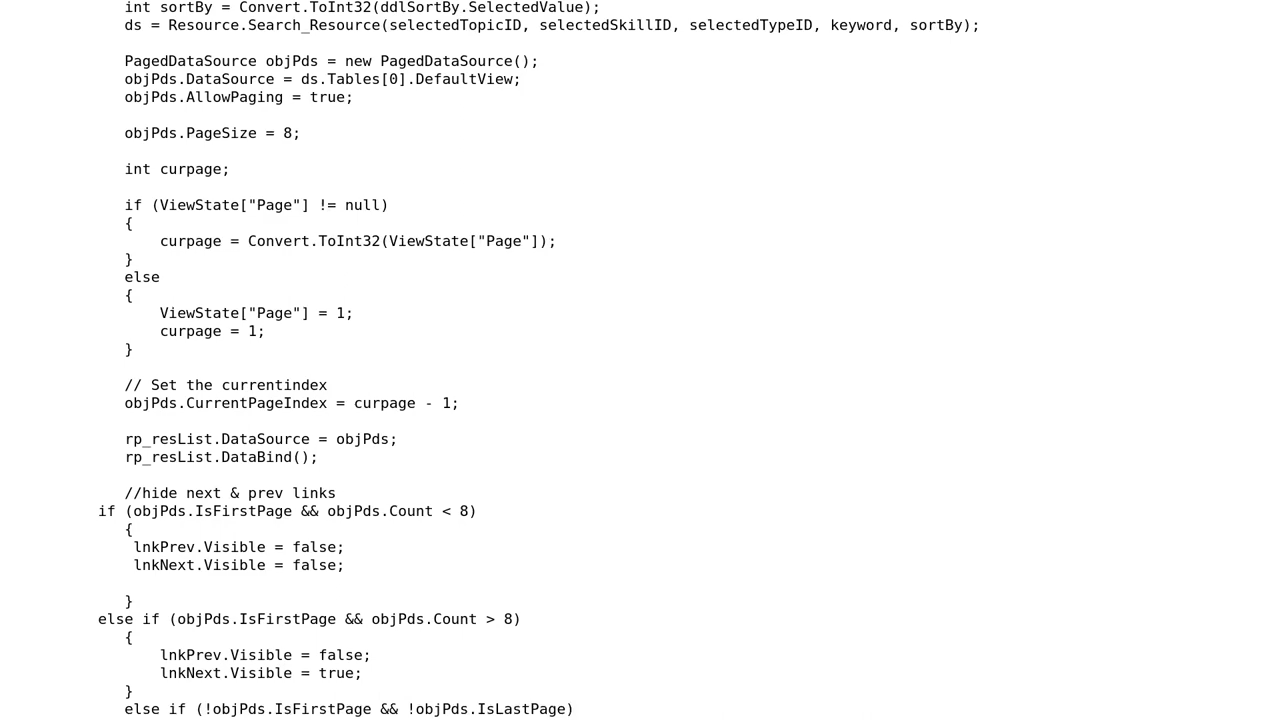 int sortBy = Convert.ToInt32(ddlSortBy.SelectedValue);
ds = Resource.Search_Resource(selectedTopicID, selectedSkillID, selectedTypeID, keyword, sortBy);
PagedDataSource objPds = new PagedDataSource();
objPds.DataSource = ds.Tables[0].DefaultView;
objPds.AllowPaging = true;
objPds.PageSize = 8;
int curpage;
if (ViewState["Page"] != null)
{
curpage = Convert.ToInt32(ViewState["Page"]);
}
else
{
ViewState["Page"] = 1;
curpage = 1;
}
// Set the currentindex
objPds.CurrentPageIndex = curpage - 1;
rp_resList.DataSource = objPds;
rp_resList.DataBind();
//hide next & prev links
if (objPds.IsFirstPage && objPds.Count < 8)
{
lnkPrev.Visible = false;
lnkNext.Visible = false;
}
else if (objPds.IsFirstPage && objPds.Count > 8)
{
lnkPrev.Visible = false;
lnkNext.Visible = true;
}
else if (!objPds.IsFirstPage && !objPds.IsLastPage)